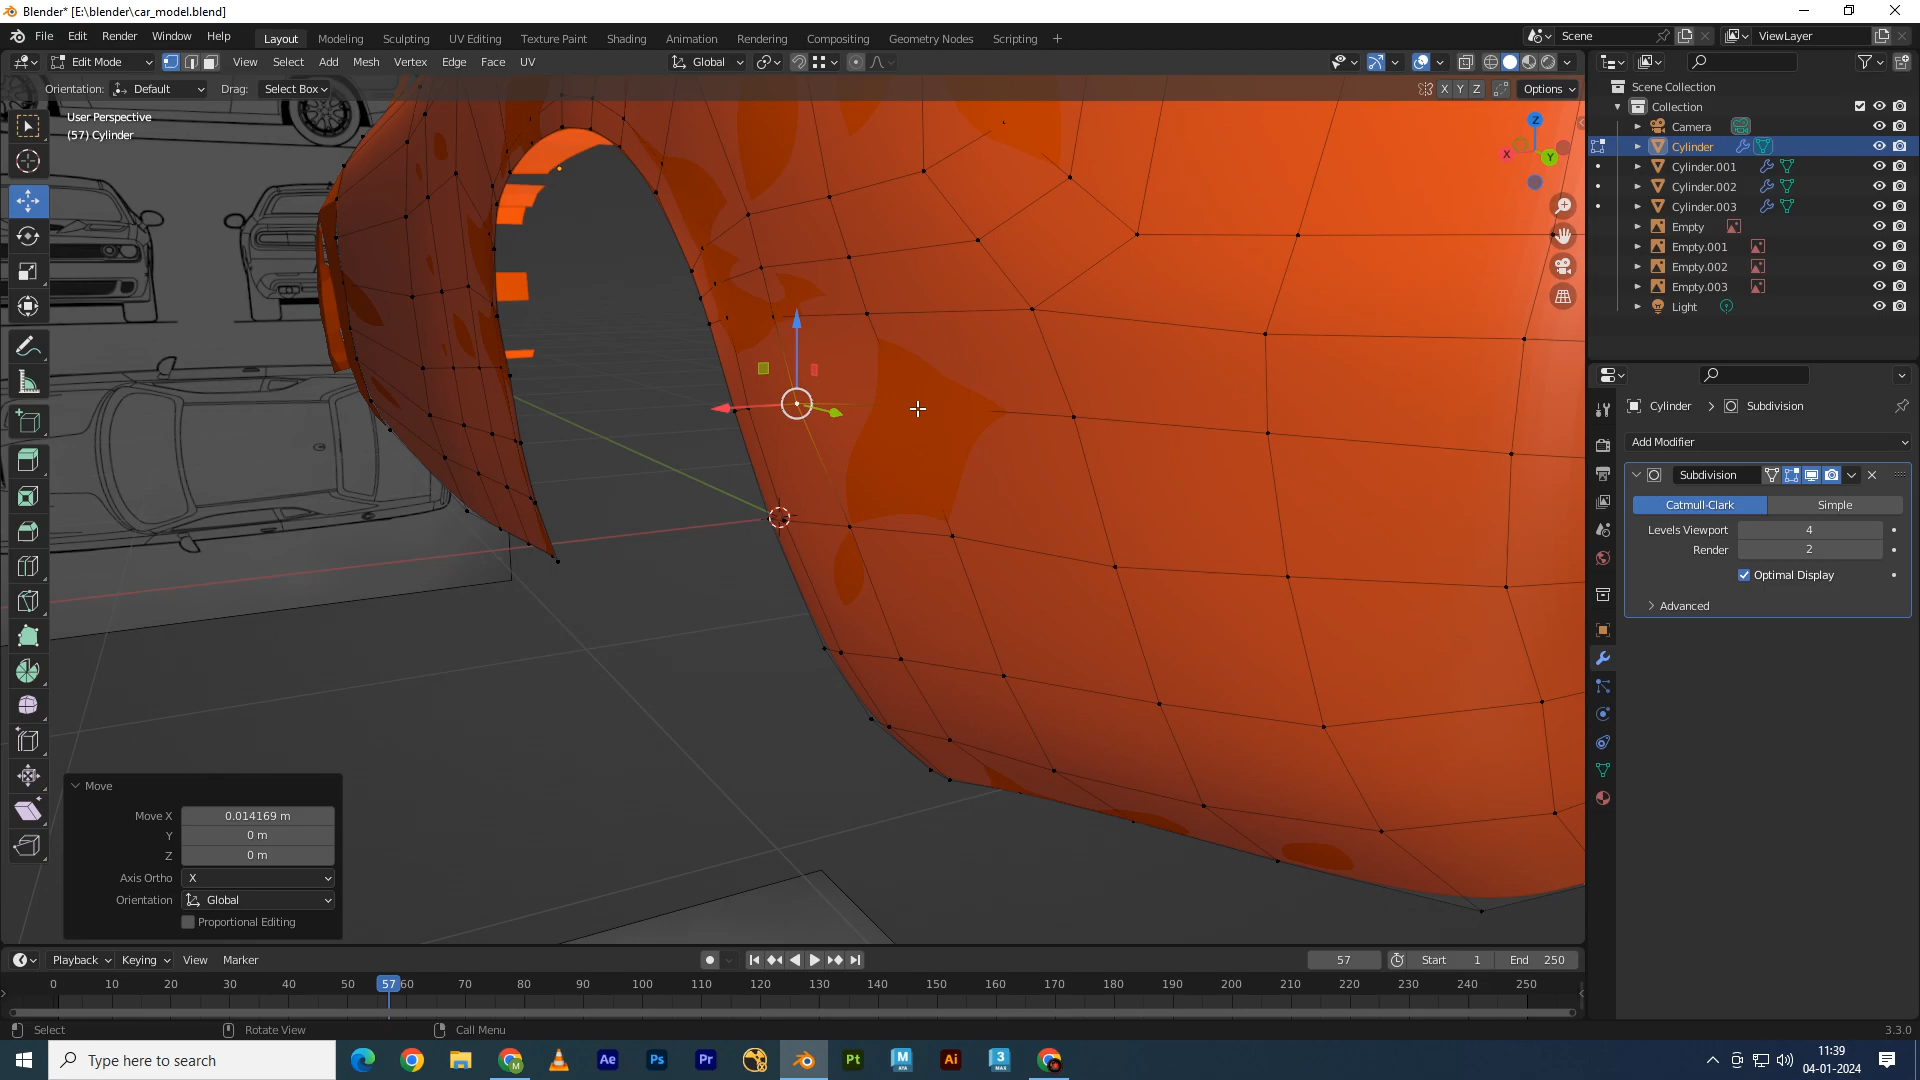 Blender* [E:\blender\car_model.blend]
File Edit Render Window Help Layout Modeling Sculpting UV Editing Texture Paint Shading Animation Rendering Compositing Geometry Nodes Scripting + Scene ViewLayer
Edit Mode View Select Add Mesh Vertex Edge Face UV Global
Orientation: Default Drag: Select Box X Y Z Options
Scene Collection
User Perspective
(57) Cylinder
Z
X
Y
Collection
Camera
Cylinder
Cylinder.001
Cylinder.002
Cylinder.003
Empty
Empty.001
Empty.002
Empty.003
Light
Cylinder > Subdivision
Add Modifier
Subdivision
Catmull-Clark Simple
Levels Viewport 4
Render 2
Optimal Display
Advanced
Move
Move X 0.014169 m
Y 0 m
Z 0 m
Axis Ortho X
Orientation Global
Proportional Editing
Playback Keying View Marker 57 Start 1 End 250
0 10 20 30 40 50 57 60 70 80 90 100 110 120 130 140 150 160 170 180 190 200 210 220 230 240 250
Select Rotate View Call Menu 3.3.0
Type here to search Ae Ps Pr Pt M Ai 3
11:39
04-01-2024